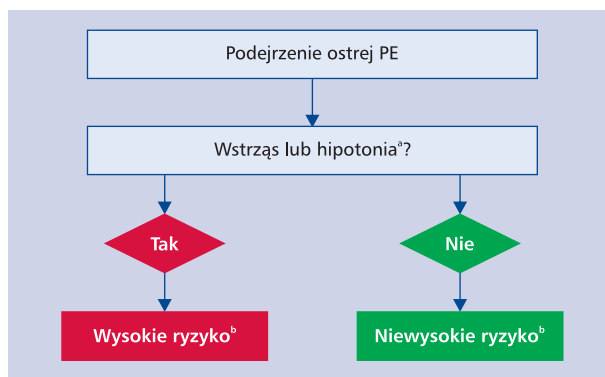 Podejrzenie ostrej PE
Wstrząs lub hipotoniaᵃ?
Tak
Nie
Wysokie ryzykoᵇ
Niewysokie ryzykoᵇ